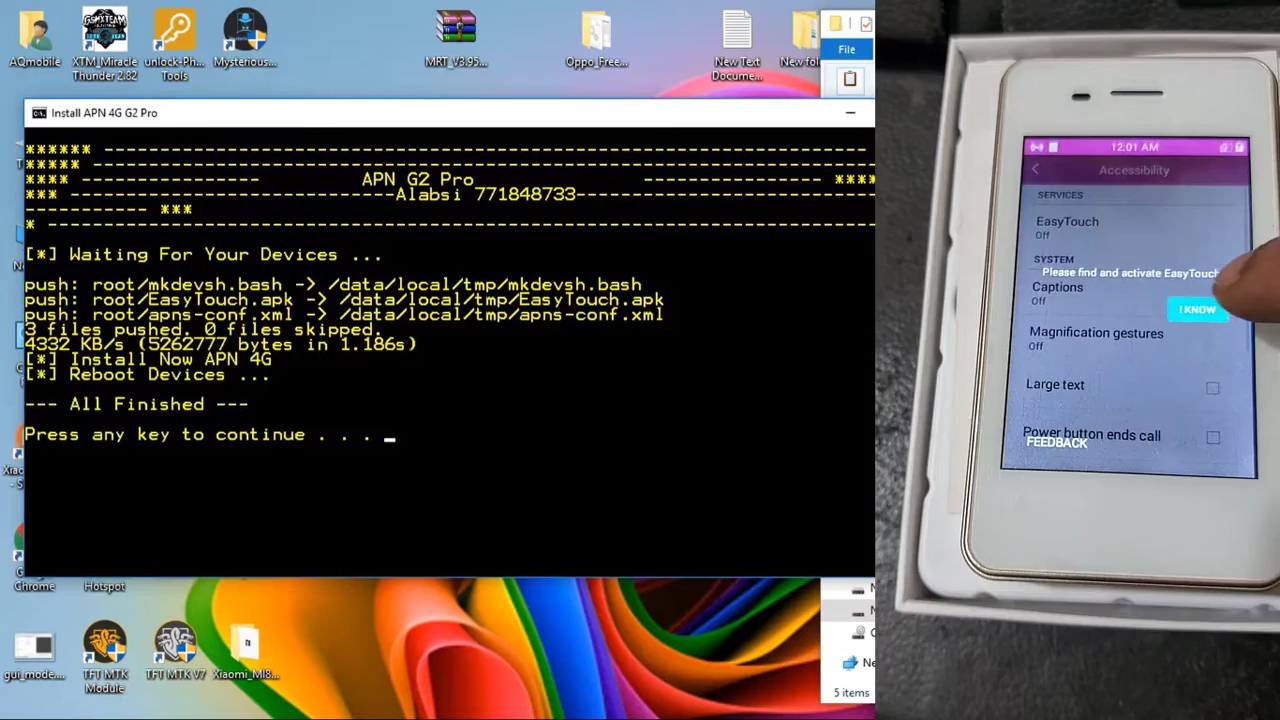 AQmobile
XTM_Miracle
Thunder 2.82
unlock-Ph...
Tools
Mysterious...
MRT_V3.95...
Oppo_Free...
New Text
Docume...
New fol
File
Install APN 4G G2 Pro
****** --------------------------------------------------------
***** ---------------------------------------------------------
**** ---------------- APN G2 Pro ---------------- ****
*** ----------------------------Alabsi 771848733---------------------------
----------- ***
* ---------------------------------------------------------
[*] Waiting For Your Devices ...
push: root/mkdevsh.bash -> /data/local/tmp/mkdevsh.bash
push: root/EasyTouch.apk -> /data/local/tmp/EasyTouch.apk
push: root/apns-conf.xml -> /data/local/tmp/apns-conf.xml
3 files pushed. 0 files skipped.
4332 KB/s (5262777 bytes in 1.186s)
[*] Install Now APN 4G
[*] Reboot Devices ...
--- All Finished ---
Press any key to continue . . .
Chrome
Hotspot
gui_mode....
TFT MTK
Module
TFT MTK V7
Xiaomi_MI8...
5 items
12:01 AM
Accessibility
SERVICES
EasyTouch
Off
SYSTEM
Please find and activate EasyTouch
Captions
Off
I KNOW
Magnification gestures
Off
Large text
Power button ends call
FEEDBACK